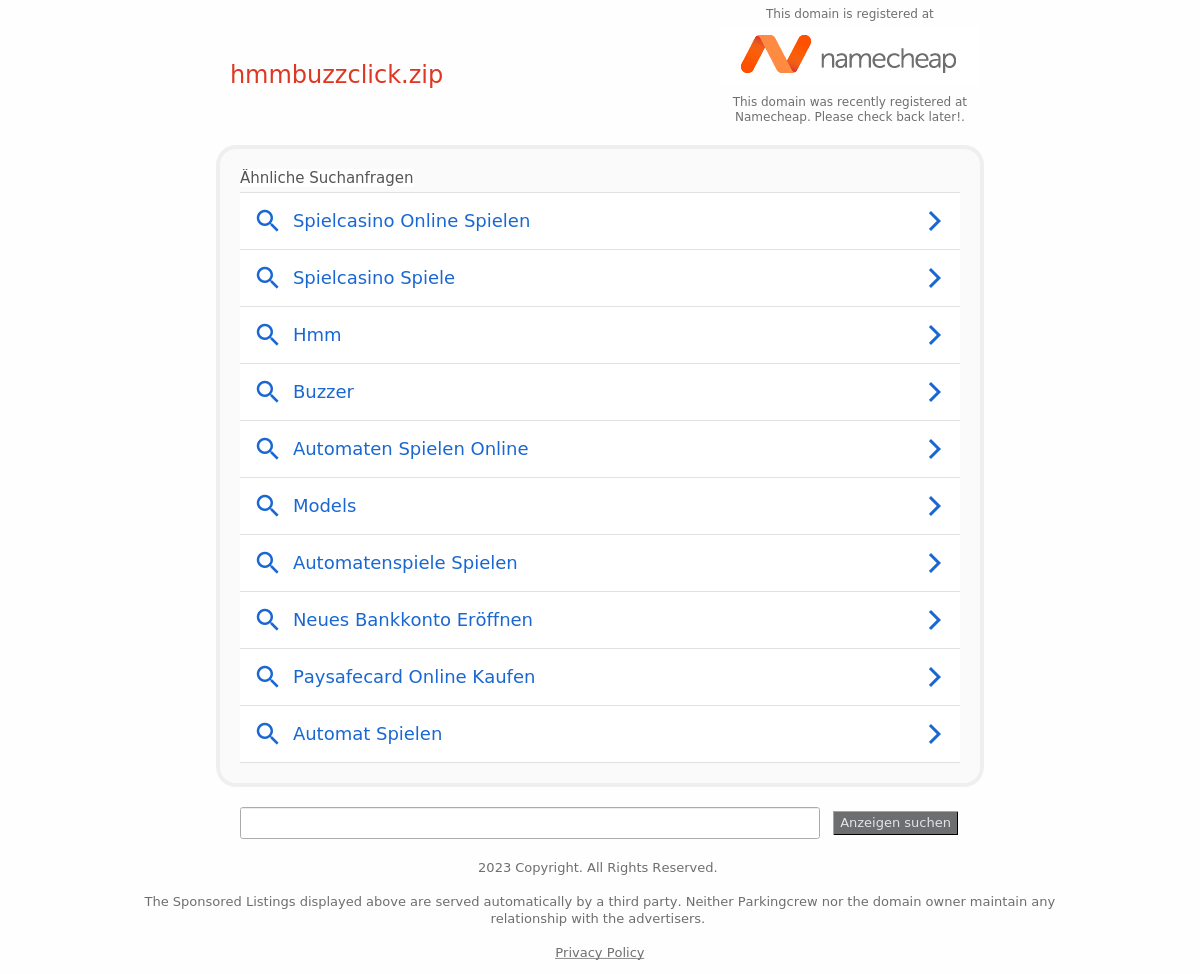 This domain is registered at
namecheap
hmmbuzzclick.zip
This domain was recently registered at
Namecheap. Please check back later!.
Ähnliche Suchanfragen
Spielcasino Online Spielen
Spielcasino Spiele
Hmm
Buzzer
Automaten Spielen Online
Models
Automatenspiele Spielen
Neues Bankkonto Eröffnen
Paysafecard Online Kaufen
Automat Spielen
Anzeigen suchen
2023 Copyright. All Rights Reserved.
The Sponsored Listings displayed above are served automatically by a third party. Neither Parkingcrew nor the domain owner maintain any
relationship with the advertisers.
Privacy Policy